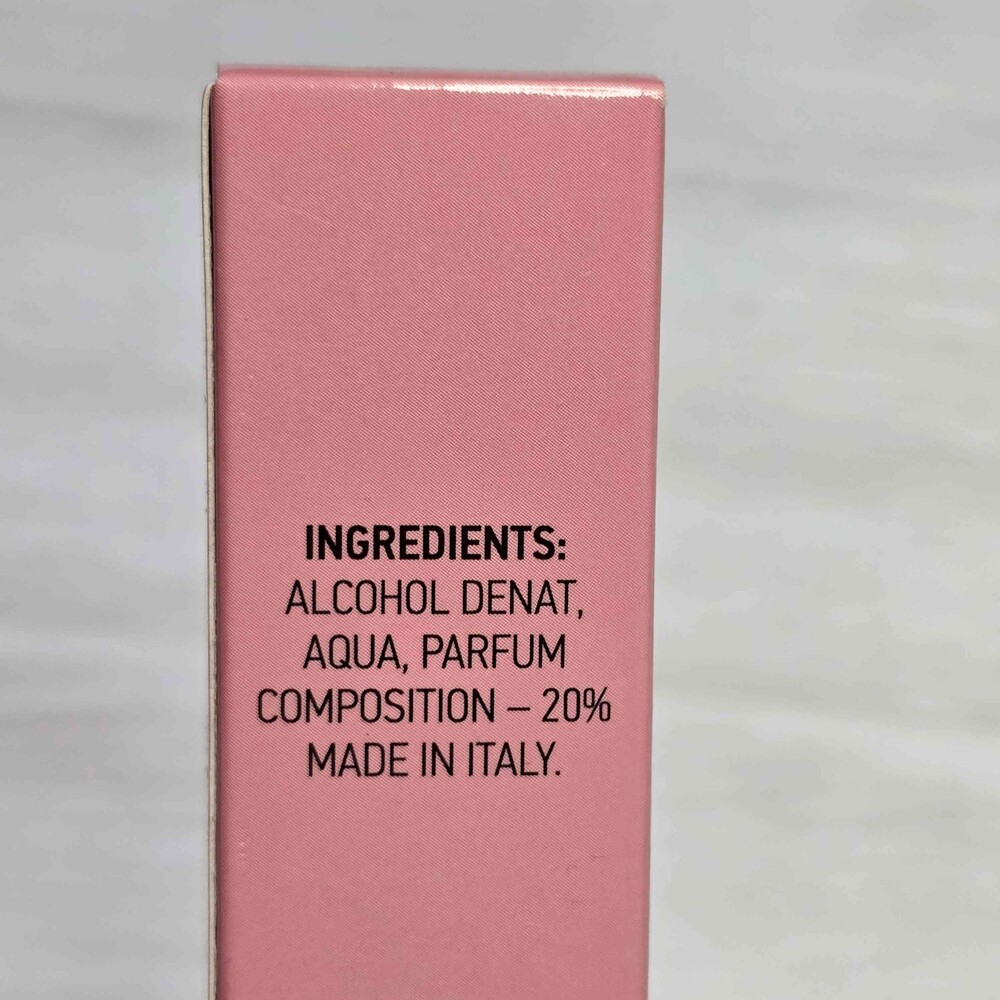 INGREDIENTS:
ALCOHOL DENAT,
AQUA, PARFUM
COMPOSITION – 20%
MADE IN ITALY.